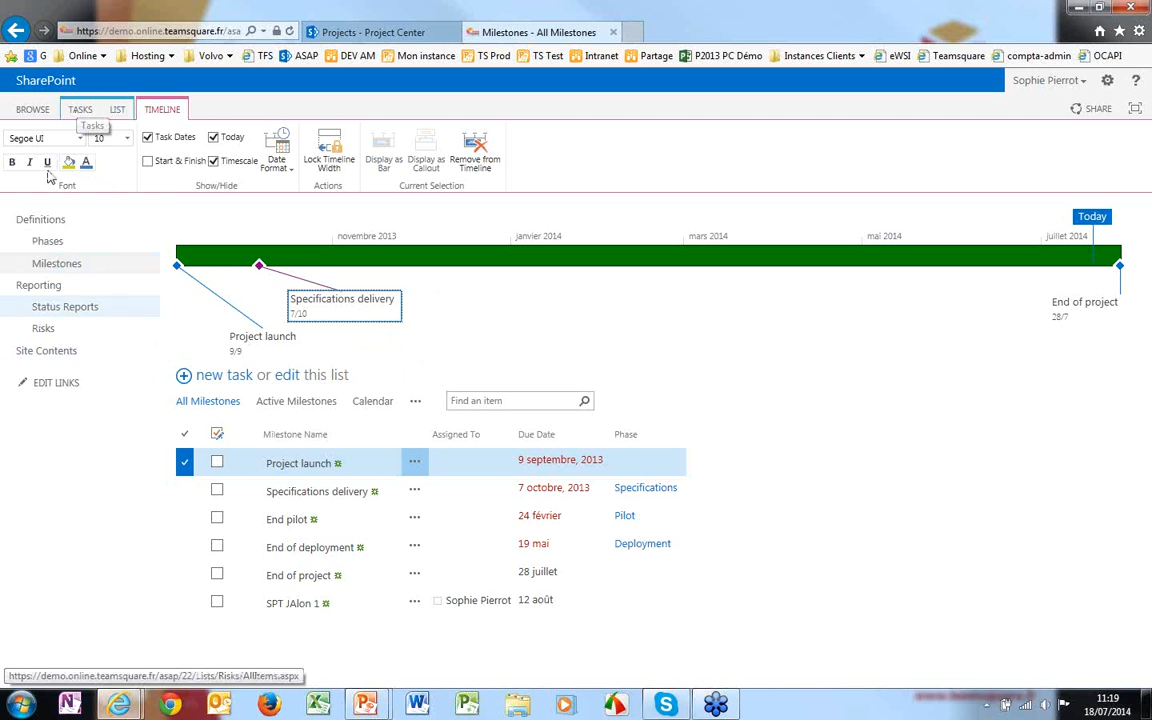 https://demo.online.teamsquare.fr/asa
Projects - Project Center
Milestones - All Milestones
G
Online
Hosting
Volvo
TFS
ASAP
DEV AM
Mon instance
TS Prod
TS Test
Intranet
Partage
P2013 PC Démo
Instances Clients
eWSI
Teamsquare
compta-admin
OCAPI
SharePoint
Sophie Pierrot
?
BROWSE
TASKS
LIST
TIMELINE
SHARE
Tasks
Segoe UI
10
B I U A
Font
Task Dates
Today
Start & Finish
Timescale
Date Format
Show/Hide
Lock Timeline Width
Actions
Display as Bar
Display as Callout
Remove from Timeline
Current Selection
Definitions
Phases
Milestones
Reporting
Status Reports
Risks
Site Contents
EDIT LINKS
Today
novembre 2013
janvier 2014
mars 2014
mai 2014
juillet 2014
Specifications delivery
7/10
Project launch
9/9
End of project
28/7
new task or edit this list
All Milestones
Active Milestones
Calendar
Find an item
Milestone Name
Assigned To
Due Date
Phase
Project launch 9 septembre, 2013
Specifications delivery 7 octobre, 2013 Specifications
End pilot 24 février Pilot
End of deployment 19 mai Deployment
End of project 28 juillet
SPT JAlon 1 Sophie Pierrot 12 août
https://demo.online.teamsquare.fr/asap/22/Lists/Risks/AllItems.aspx
11:19
18/07/2014